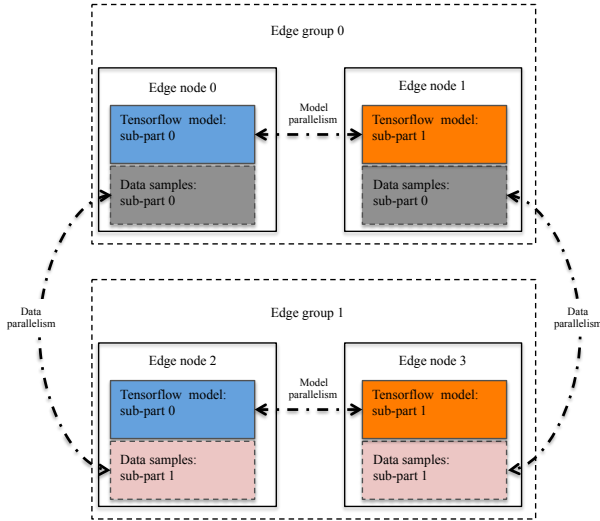 Edge group 0
Edge node 0
Edge node 1
Tensorflow model:
sub-part 0
Model
parallelism
Tensorflow model:
sub-part 1
Data samples:
sub-part 0
Data samples:
sub-part 0
Data
parallelism
Data
parallelism
Edge group 1
Edge node 2
Edge node 3
Tensorflow model:
sub-part 0
Model
parallelism
Tensorflow model:
sub-part 1
Data samples:
sub-part 1
Data samples:
sub-part 1